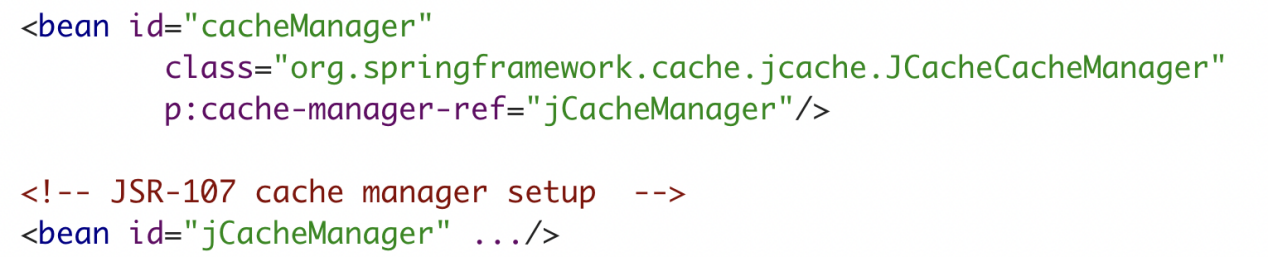 <bean id="cacheManager"
        class="org.springframework.cache.jcache.JCacheCacheManager"
        p:cache-manager-ref="jCacheManager"/>

<!-- JSR-107 cache manager setup  -->
<bean id="jCacheManager" .../>